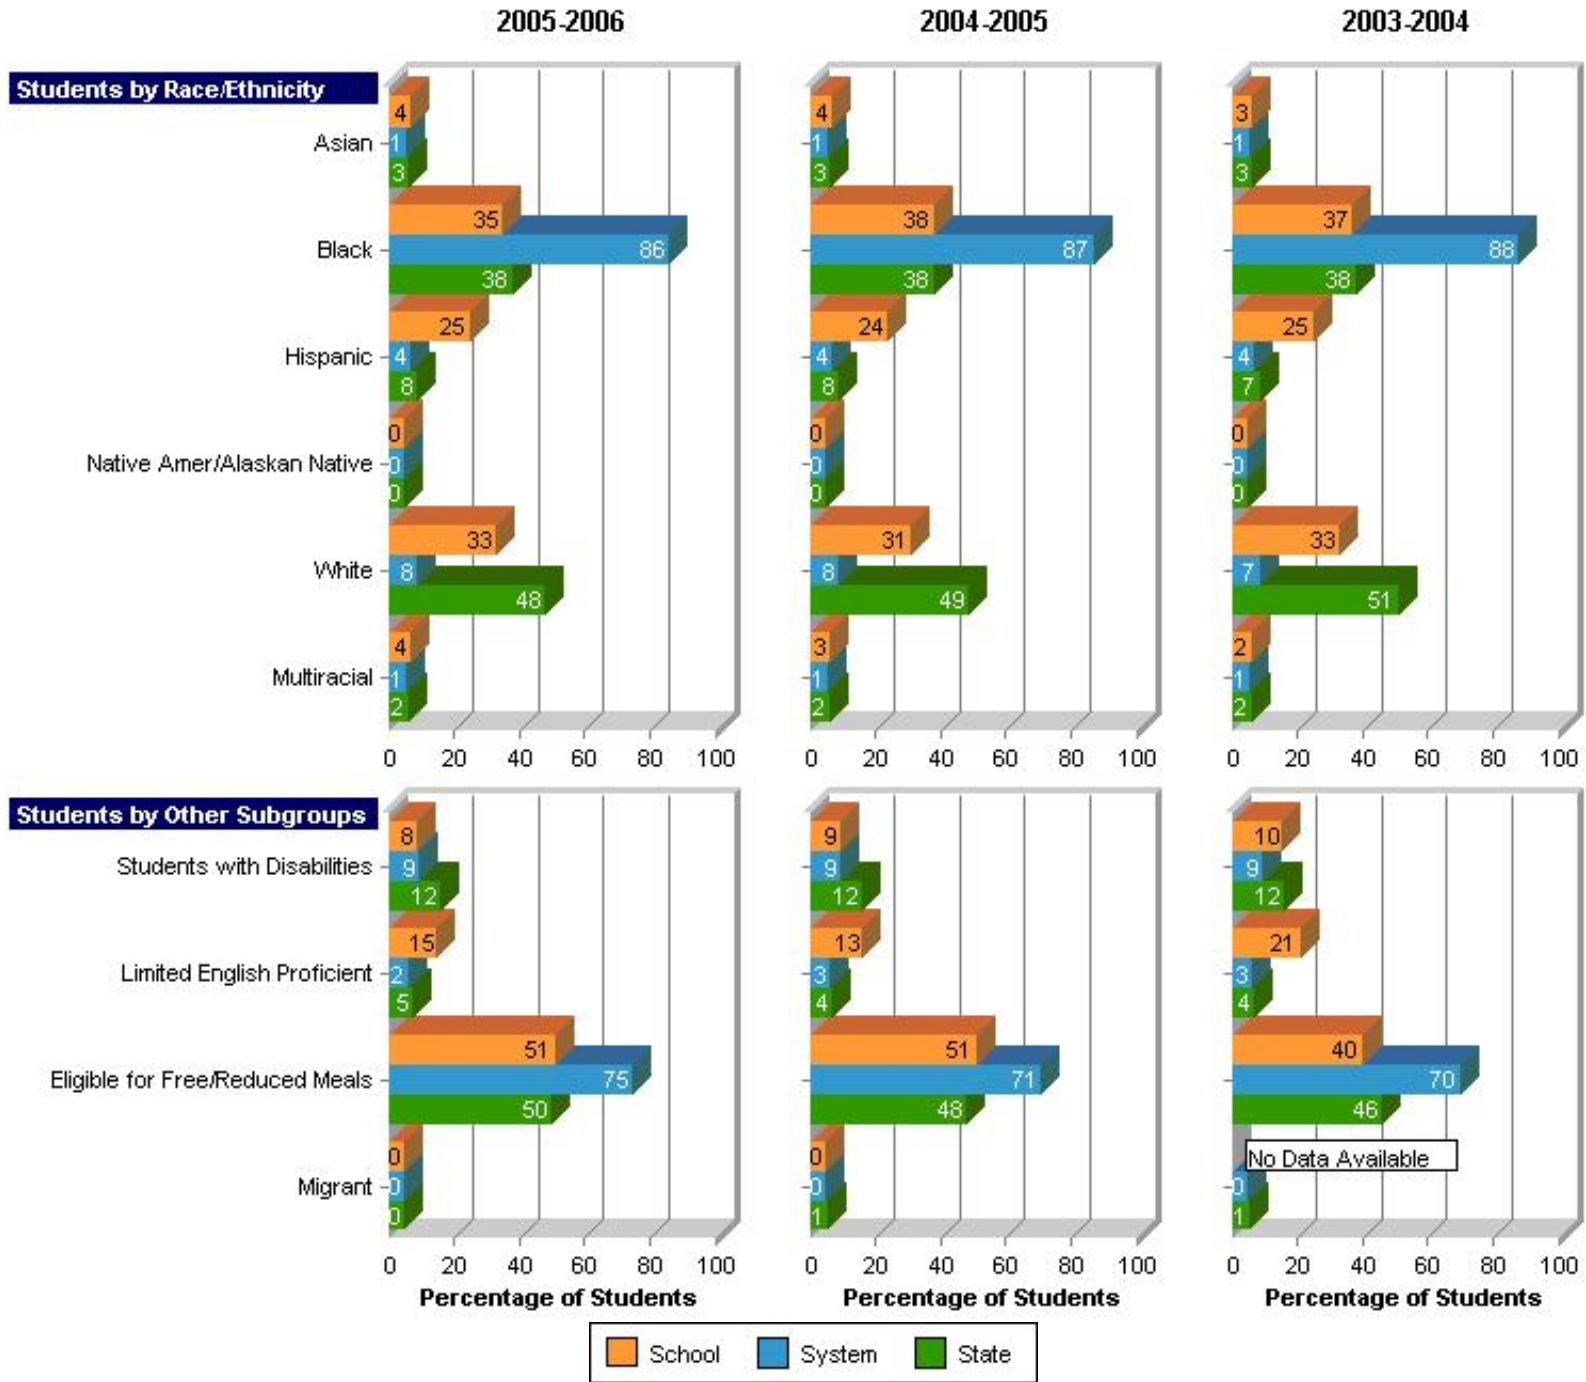 2005-2006 2004-2005 2003-2004
Students by Race/Ethnicity
4 4 3
Asian 1 1 1
3 3 3
35 38 37
Black 86 87 88
38 38 38
25 24 25
Hispanic 4 4 4
8 8 7
0 0 0
Native Amer/Alaskan Native 0 0 0
0 0 0
33 31 33
White 8 8 7
48 49 51
4 3 2
Multiracial 1 1 1
2 2 2
0 20 40 60 80 100 0 20 40 60 80 100 0 20 40 60 80 100
Students by Other Subgroups
8 9 10
Students with Disabilities 9 9 9
12 12 12
15 13 21
Limited English Proficient 2 3 3
5 4 4
51 51 40
Eligible for Free/Reduced Meals 75 71 70
50 48 46
0 0 No Data Available
Migrant 0 0 0
0 1 1
0 20 40 60 80 100 0 20 40 60 80 100 0 20 40 60 80 100
Percentage of Students Percentage of Students Percentage of Students
School System State